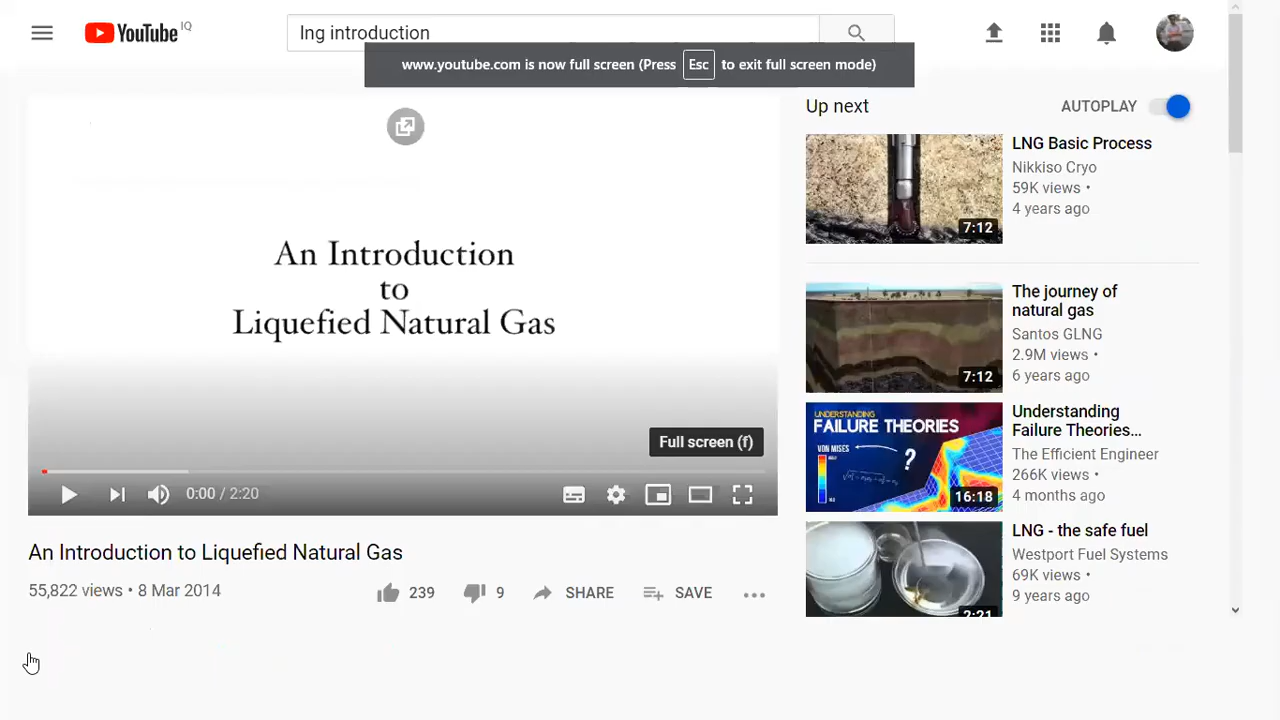 YouTube IQ
lng introduction
www.youtube.com is now full screen (Press Esc to exit full screen mode)
An Introduction
to
Liquefied Natural Gas
Full screen (f)
0:00 / 2:20
An Introduction to Liquefied Natural Gas
55,822 views • 8 Mar 2014
239
9
SHARE
SAVE
Up next
AUTOPLAY
7:12
LNG Basic Process
Nikkiso Cryo
59K views •
4 years ago
7:12
The journey of
natural gas
Santos GLNG
2.9M views •
6 years ago
UNDERSTANDING
FAILURE THEORIES
VON MISES
?
16:18
Understanding
Failure Theories...
The Efficient Engineer
266K views •
4 months ago
2:21
LNG - the safe fuel
Westport Fuel Systems
69K views •
9 years ago